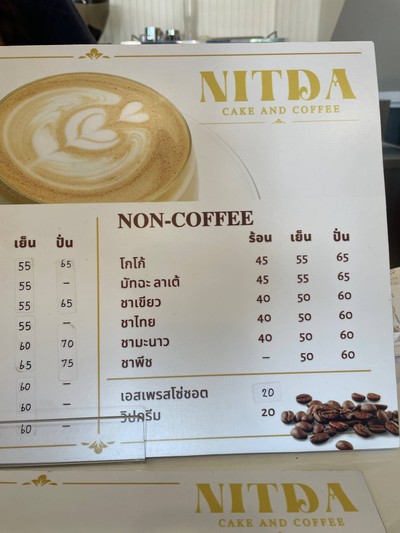 NITDA
CAKE AND COFFEE
NON-COFFEE
เย็น ปั่น
ร้อน เย็น ปั่น
55 65
โกโก้ 45 55 65
55 –
มัทฉะ ลาเต้ 45 55 65
55 65
ชาเขียว 40 50 60
55 –
ชาไทย 40 50 60
60 70
ชามะนาว 40 50 60
65 75
ชาพีช – 50 60
60 –
เอสเพรสโซ่ชอต 20
60 –
วิปครีม 20
60 –
NITDA
CAKE AND COFFEE